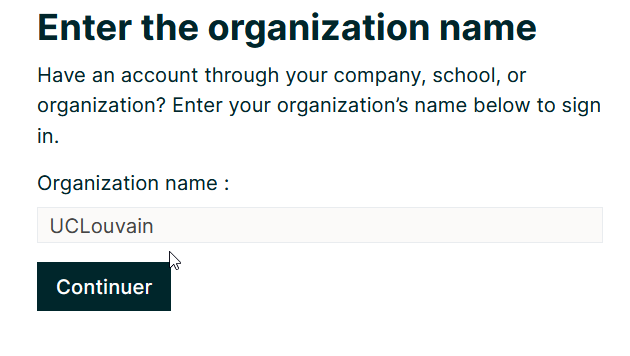 Enter the organization name
Have an account through your company, school, or
organization? Enter your organization’s name below to sign
in.
Organization name :
UCLouvain
Continuer